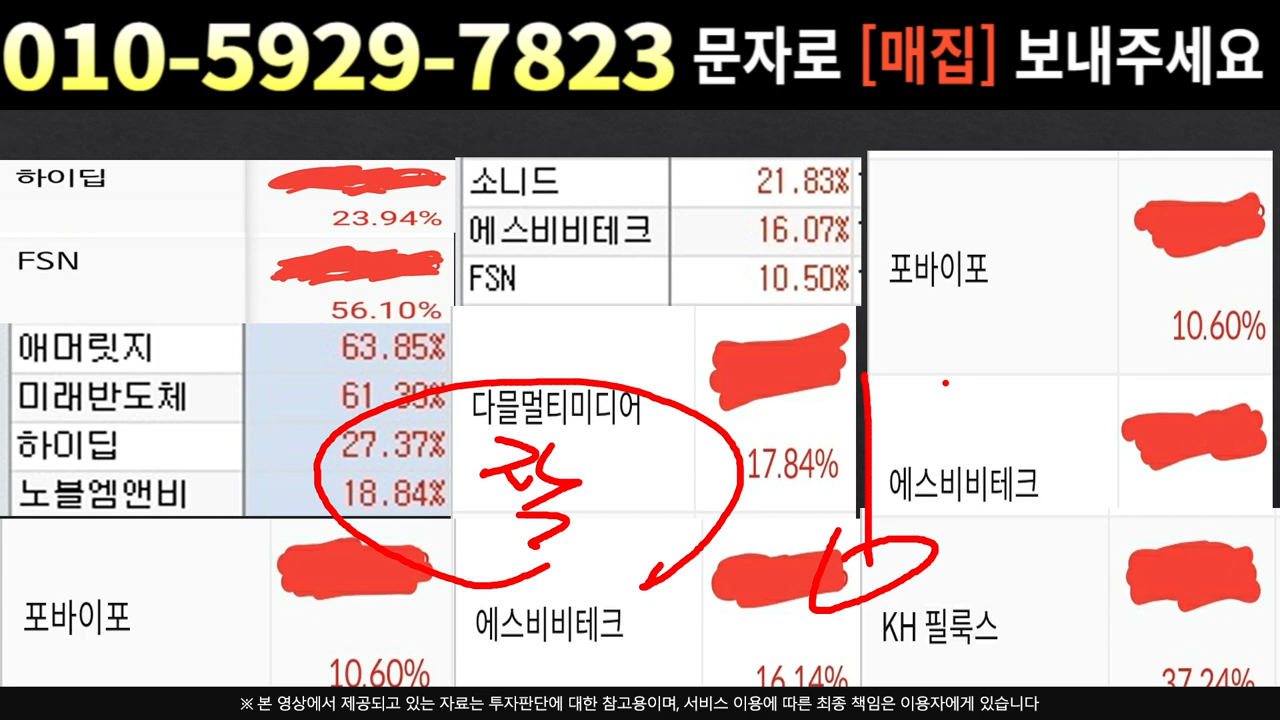 010-5929-7823 문자로 [매집] 보내주세요
하이딥
23.94%
FSN
56.10%
애머릿지 63.85%
미래반도체 61.39%
하이딥 27.37%
노블엠앤비 18.84%
소니드 21.83%
에스비비테크 16.07%
FSN 10.50%
다믈멀티미디어
17.84%
포바이포
10.60%
에스비비테크
포바이포
10.60%
에스비비테크
16.14%
KH 필룩스
37.24%
※ 본 영상에서 제공되고 있는 자료는 투자판단에 대한 참고용이며, 서비스 이용에 따른 최종 책임은 이용자에게 있습니다